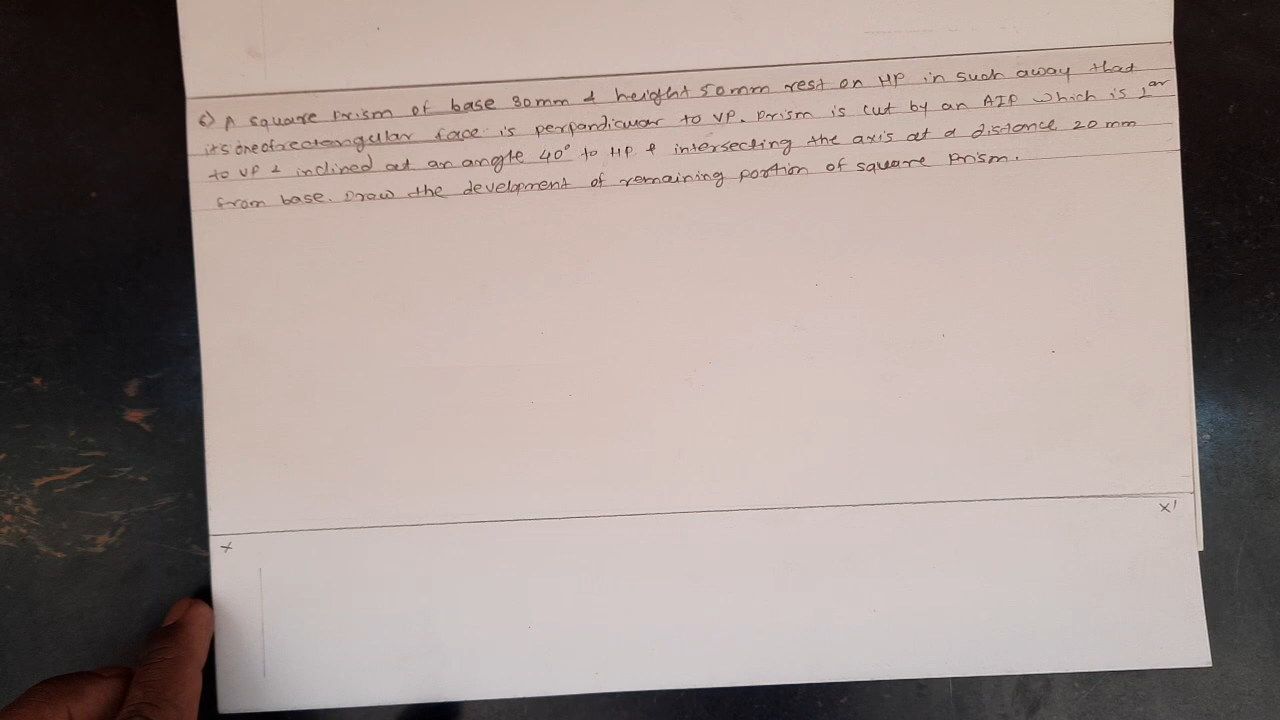 6) A square Prism of base 30mm & height 50mm rest on HP in such away that
it's one of rectangular face is perpendicular to VP. Prism is cut by an AIP which is ⊥ar
to VP & inclined at an angle 40° to HP & intersecting the axis at a distance 20 mm
from base. Draw the development of remaining portion of square Prism.
X X'